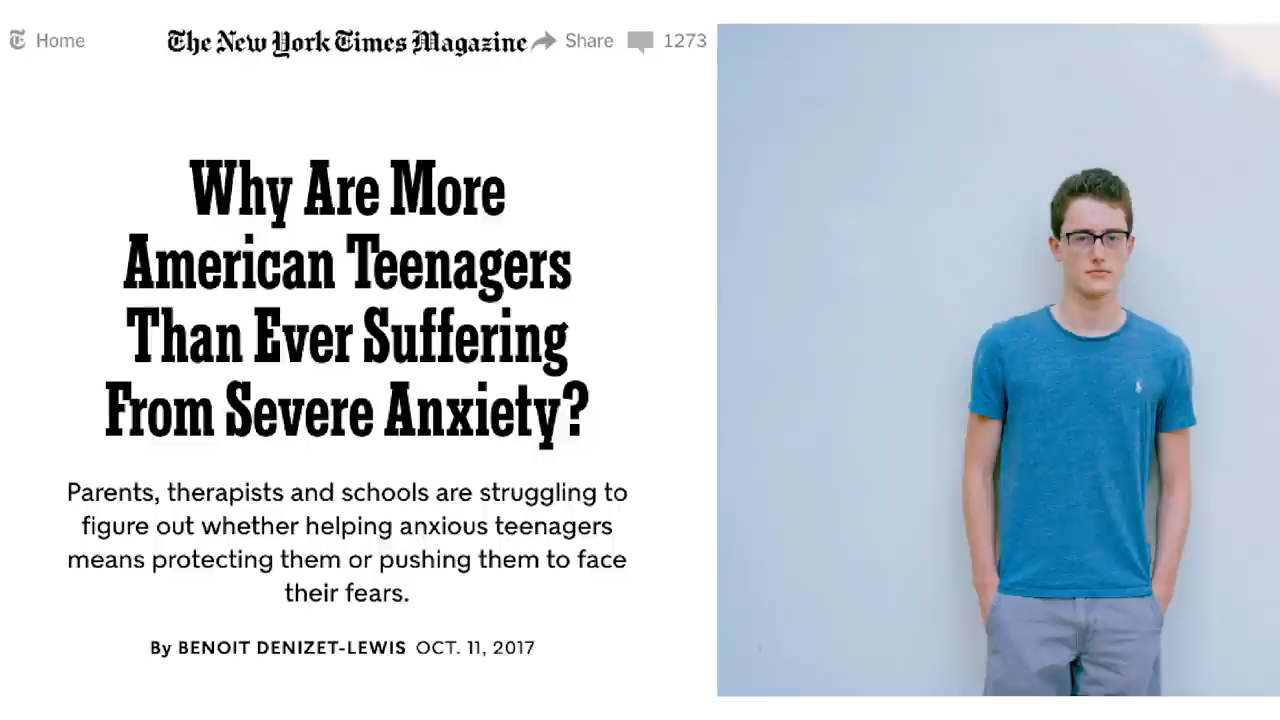 Home
The New York Times Magazine
Share
1273
Why Are More
American Teenagers
Than Ever Suffering
From Severe Anxiety?
Parents, therapists and schools are struggling to
figure out whether helping anxious teenagers
means protecting them or pushing them to face
their fears.
By BENOIT DENIZET-LEWIS OCT. 11, 2017